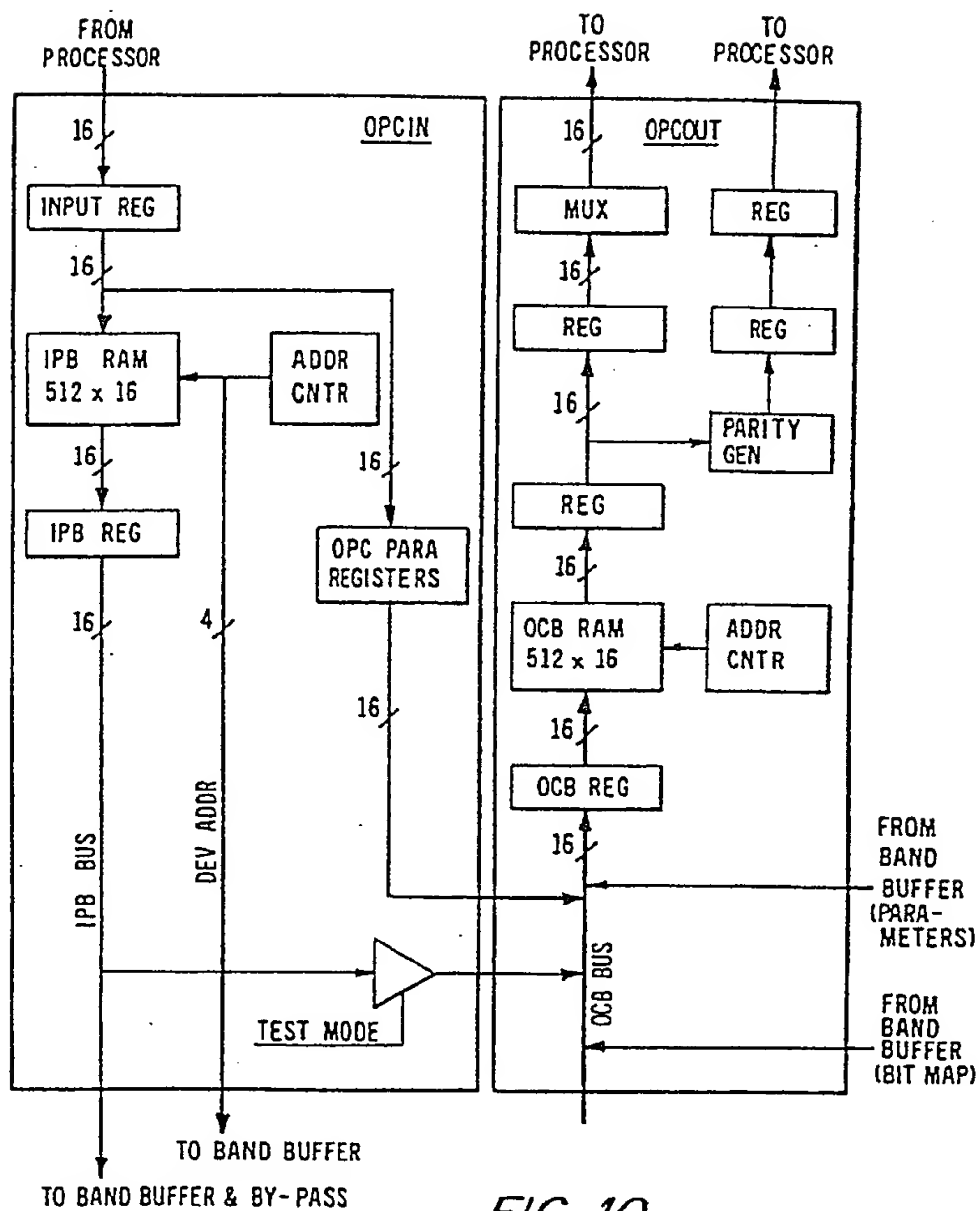 FROM
PROCESSOR
TO
PROCESSOR
TO
PROCESSOR
OPCIN
16
INPUT REG
16
IPB RAM
512 x 16
ADDR
CNTR
16
16
IPB REG
OPC PARA
REGISTERS
16
4
16
IPB BUS
DEV ADDR
TEST MODE
TO BAND BUFFER
TO BAND BUFFER & BY-PASS
OPCOUT
16
MUX
REG
16
REG
REG
16
PARITY
GEN
REG
16
OCB RAM
512 x 16
ADDR
CNTR
16
OCB REG
16
FROM
BAND
BUFFER
(PARA-
METERS)
OCB BUS
FROM
BAND
BUFFER
(BIT MAP)
FIG. 10